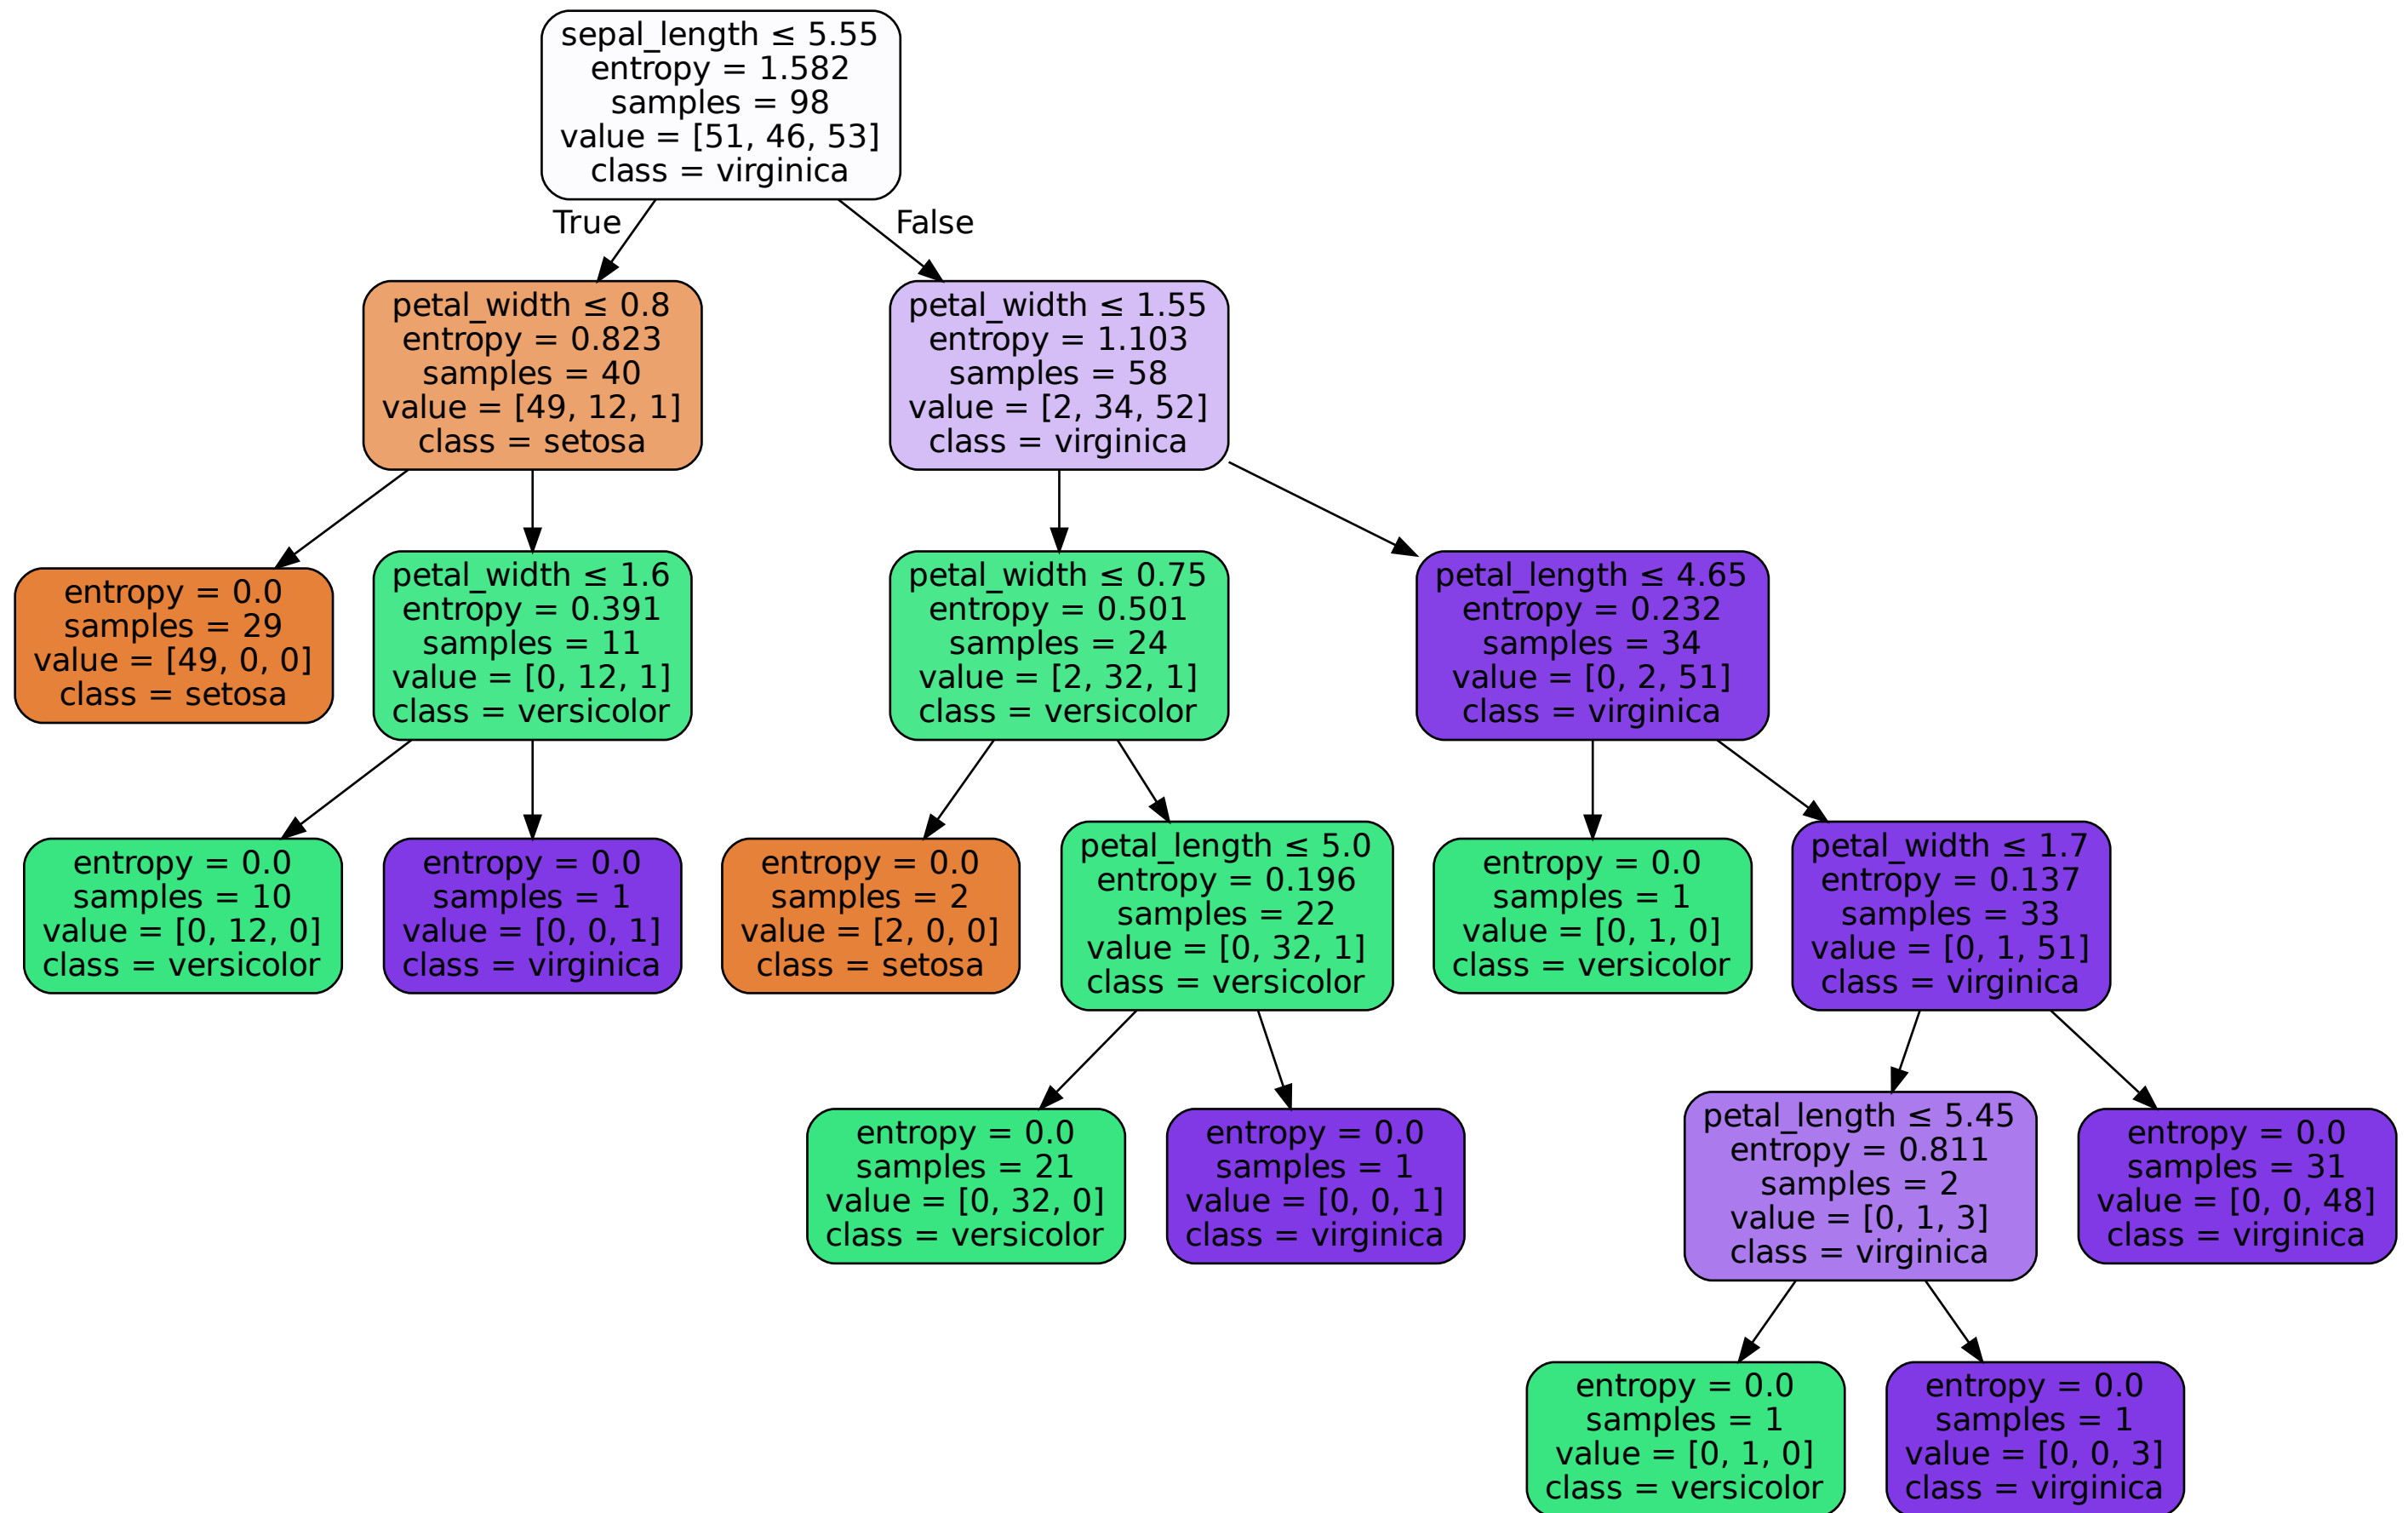 sepal_length ≤ 5.55
entropy = 1.582
samples = 98
value = [51, 46, 53]
class = virginica
True
False
petal_width ≤ 0.8
entropy = 0.823
samples = 40
value = [49, 12, 1]
class = setosa
petal_width ≤ 1.55
entropy = 1.103
samples = 58
value = [2, 34, 52]
class = virginica
entropy = 0.0
samples = 29
value = [49, 0, 0]
class = setosa
petal_width ≤ 1.6
entropy = 0.391
samples = 11
value = [0, 12, 1]
class = versicolor
petal_width ≤ 0.75
entropy = 0.501
samples = 24
value = [2, 32, 1]
class = versicolor
petal_length ≤ 4.65
entropy = 0.232
samples = 34
value = [0, 2, 51]
class = virginica
entropy = 0.0
samples = 10
value = [0, 12, 0]
class = versicolor
entropy = 0.0
samples = 1
value = [0, 0, 1]
class = virginica
entropy = 0.0
samples = 2
value = [2, 0, 0]
class = setosa
petal_length ≤ 5.0
entropy = 0.196
samples = 22
value = [0, 32, 1]
class = versicolor
entropy = 0.0
samples = 1
value = [0, 1, 0]
class = versicolor
petal_width ≤ 1.7
entropy = 0.137
samples = 33
value = [0, 1, 51]
class = virginica
entropy = 0.0
samples = 21
value = [0, 32, 0]
class = versicolor
entropy = 0.0
samples = 1
value = [0, 0, 1]
class = virginica
petal_length ≤ 5.45
entropy = 0.811
samples = 2
value = [0, 1, 3]
class = virginica
entropy = 0.0
samples = 31
value = [0, 0, 48]
class = virginica
entropy = 0.0
samples = 1
value = [0, 1, 0]
class = versicolor
entropy = 0.0
samples = 1
value = [0, 0, 3]
class = virginica